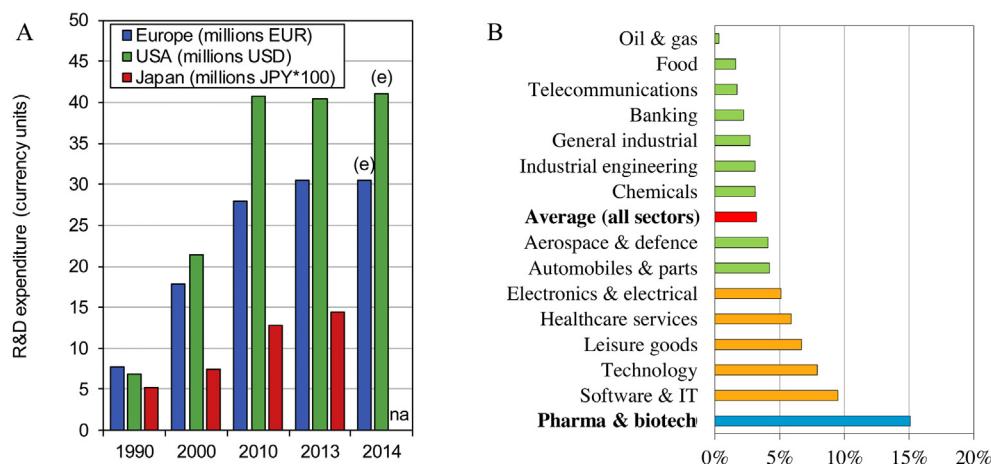 A
R&D expenditure (currency units)
50
45
40
35
30
25
20
15
10
5
0
Europe (millions EUR)
USA (millions USD)
Japan (millions JPY*100)
(e)
(e)
na
1990 2000 2010 2013 2014
B
Oil & gas
Food
Telecommunications
Banking
General industrial
Industrial engineering
Chemicals
Average (all sectors)
Aerospace & defence
Automobiles & parts
Electronics & electrical
Healthcare services
Leisure goods
Technology
Software & IT
Pharma & biotech
0% 5% 10% 15% 20%